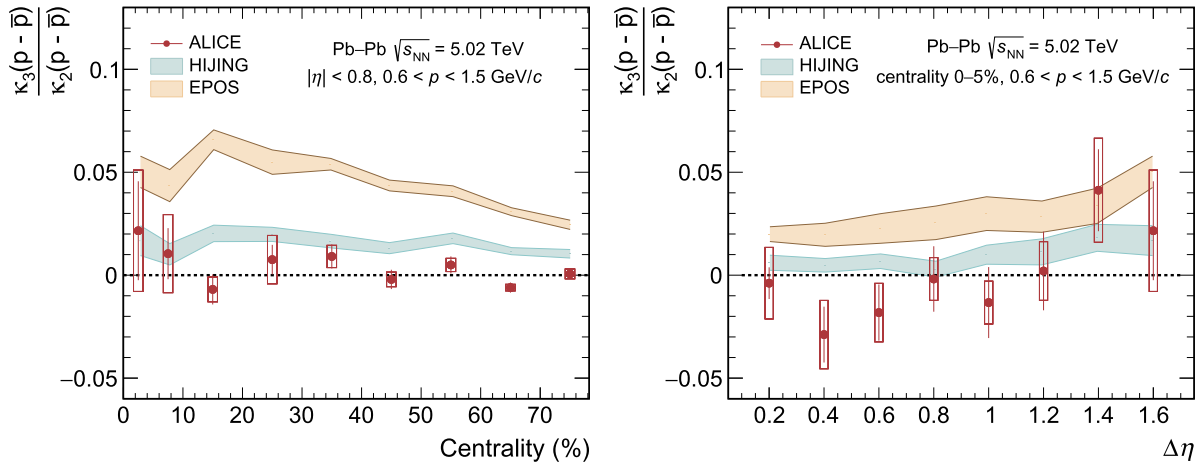 κ₃(p - p̅)
κ₂(p - p̅)
0.1
0.05
0
−0.05
ALICE
HIJING
EPOS
Pb–Pb √sNN = 5.02 TeV
|η| < 0.8, 0.6 < p < 1.5 GeV/c
0 10 20 30 40 50 60 70
Centrality (%)
κ₃(p - p̅)
κ₂(p - p̅)
0.1
0.05
0
−0.05
ALICE
HIJING
EPOS
Pb–Pb √sNN = 5.02 TeV
centrality 0–5%, 0.6 < p < 1.5 GeV/c
0.2 0.4 0.6 0.8 1 1.2 1.4 1.6
Δη